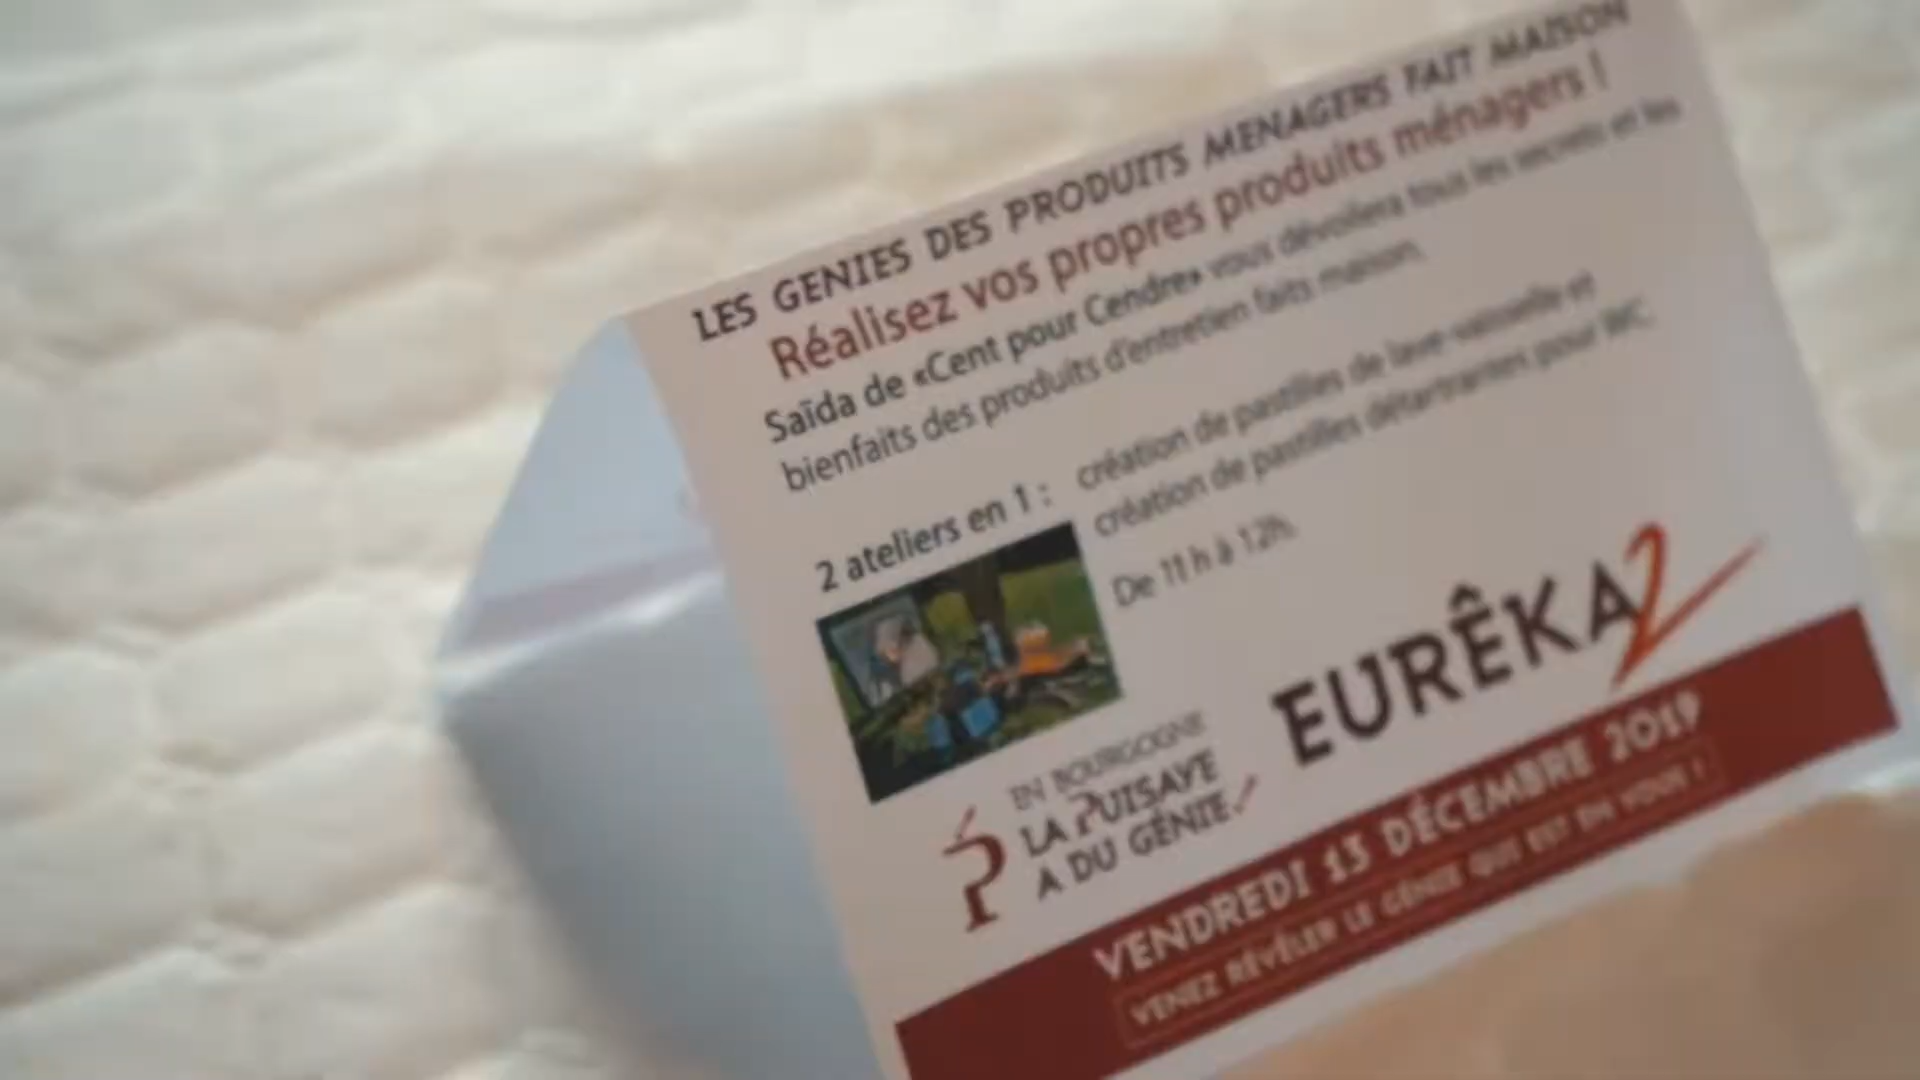 LES GENIES DES PRODUITS MENAGERS FAIT MAISON
Réalisez vos propres produits ménagers !
Saïda de «Cent pour Cendre» vous dévoilera tous les secrets et les
bienfaits des produits d'entretien faits maison.
2 ateliers en 1 : création de pastilles de lave-vaisselle et
création de pastilles détartrantes pour WC.
De 11 h à 12h.
EURÊKA2
EN BOURGOGNE
LA PUISAYE
A DU GÉNIE!
VENDREDI 13 DÉCEMBRE 2019
VENEZ RÉVÉLER LE GÉNIE QUI EST EN VOUS !